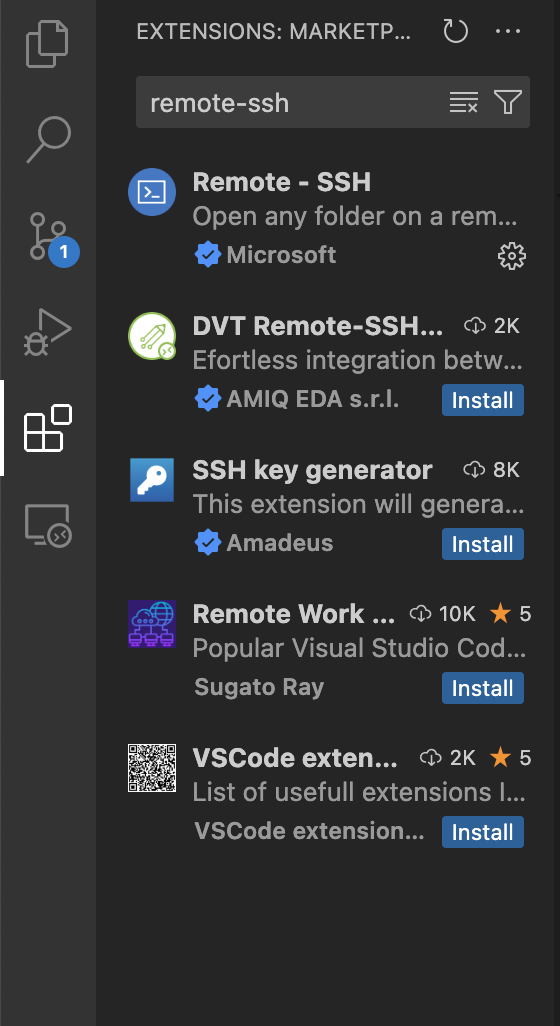 EXTENSIONS: MARKETP...
remote-ssh
1
Remote - SSH
Open any folder on a rem...
Microsoft
DVT Remote-SSH... 2K
Efortless integration betw...
AMIQ EDA s.r.l. Install
SSH key generator 8K
This extension will genera...
Amadeus Install
Remote Work ... 10K 5
Popular Visual Studio Cod...
Sugato Ray Install
VSCode exten... 2K 5
List of usefull extensions I...
VSCode extension... Install